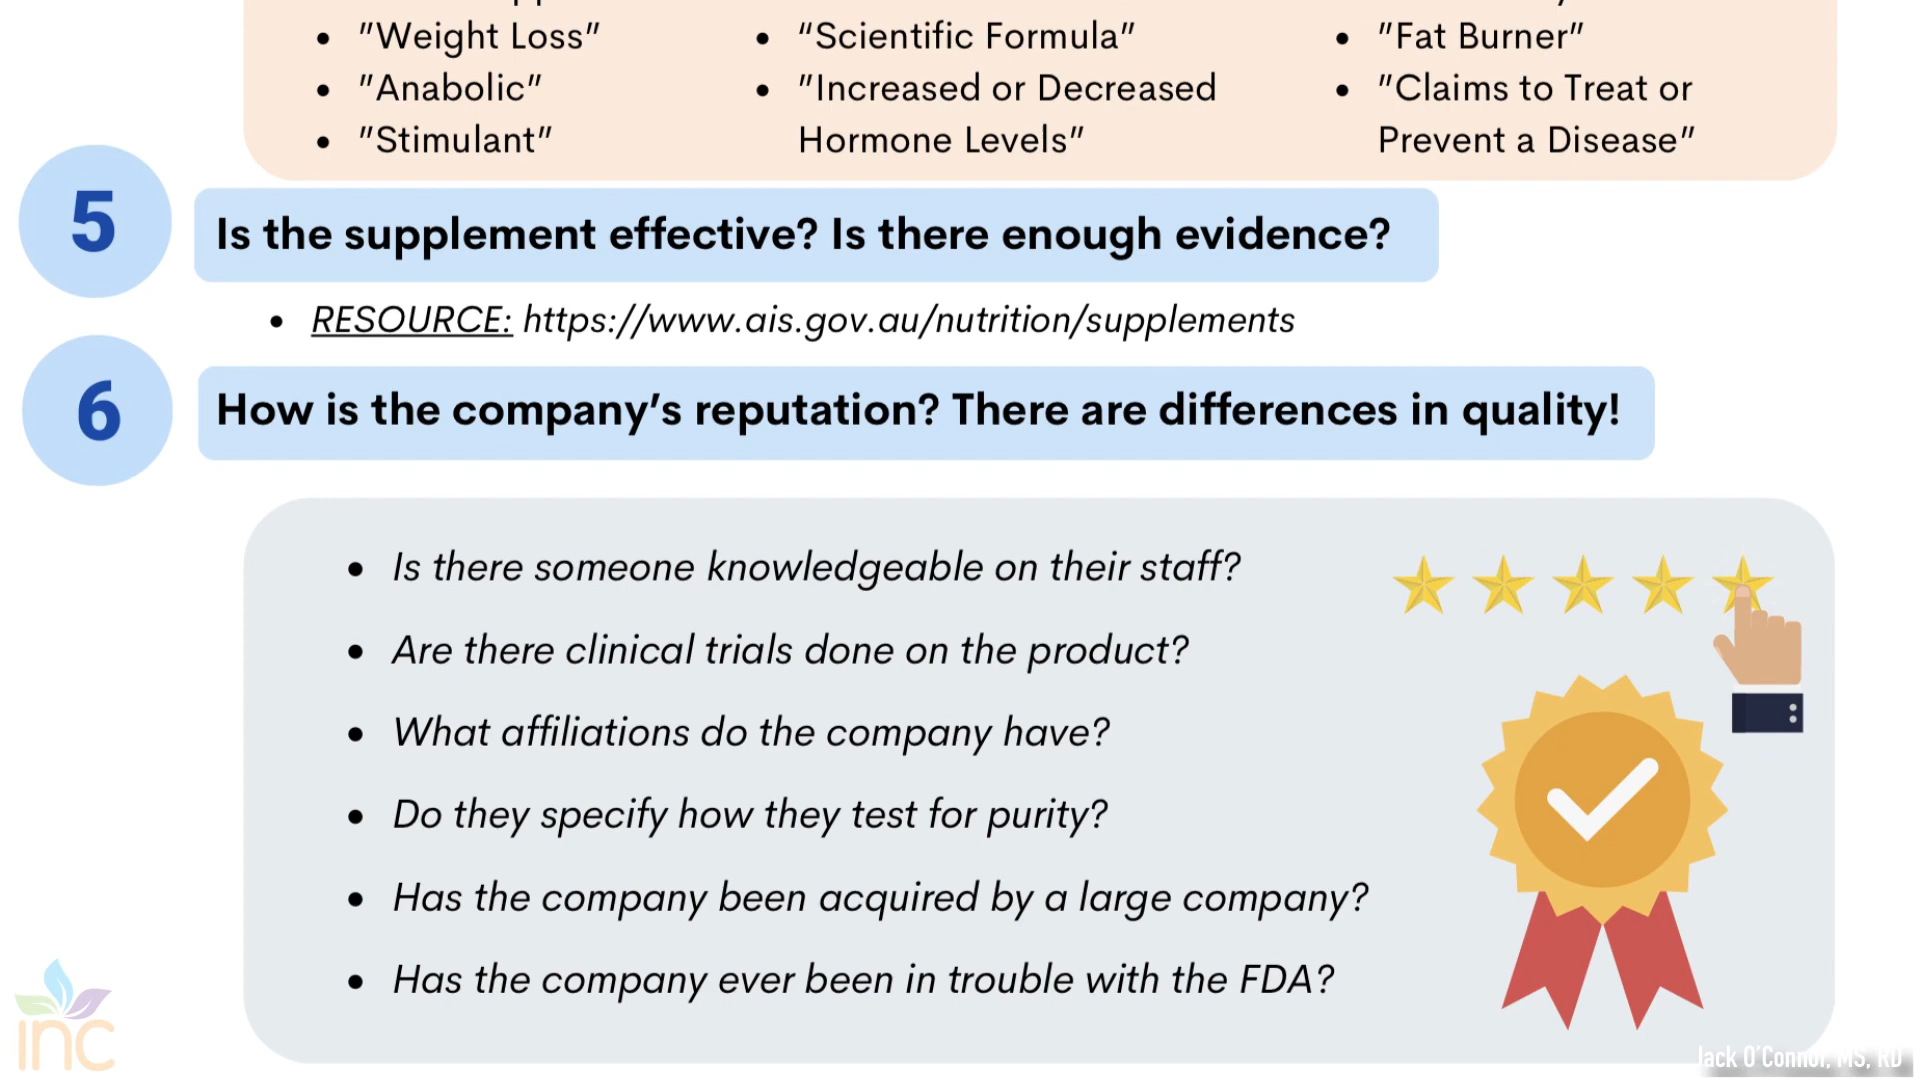 • "Weight Loss"
• "Anabolic"
• "Stimulant"
• “Scientific Formula”
• "Increased or Decreased
Hormone Levels"
• "Fat Burner"
• "Claims to Treat or
Prevent a Disease"
5
Is the supplement effective? Is there enough evidence?
• RESOURCE: https://www.ais.gov.au/nutrition/supplements
6
How is the company’s reputation? There are differences in quality!
• Is there someone knowledgeable on their staff?
• Are there clinical trials done on the product?
• What affiliations do the company have?
• Do they specify how they test for purity?
• Has the company been acquired by a large company?
• Has the company ever been in trouble with the FDA?
inc
Jack O'Connor, MS, RD